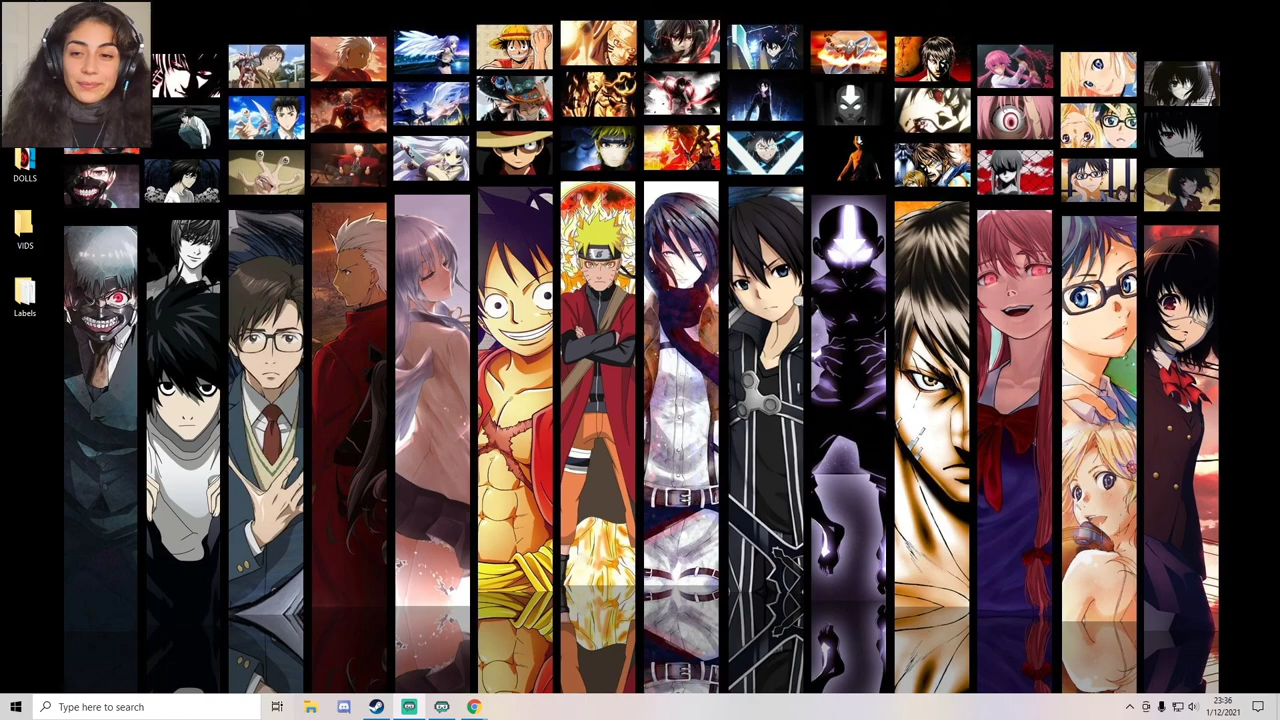 DOLLS
VIDS
Labels
Type here to search
23:36
1/12/2021